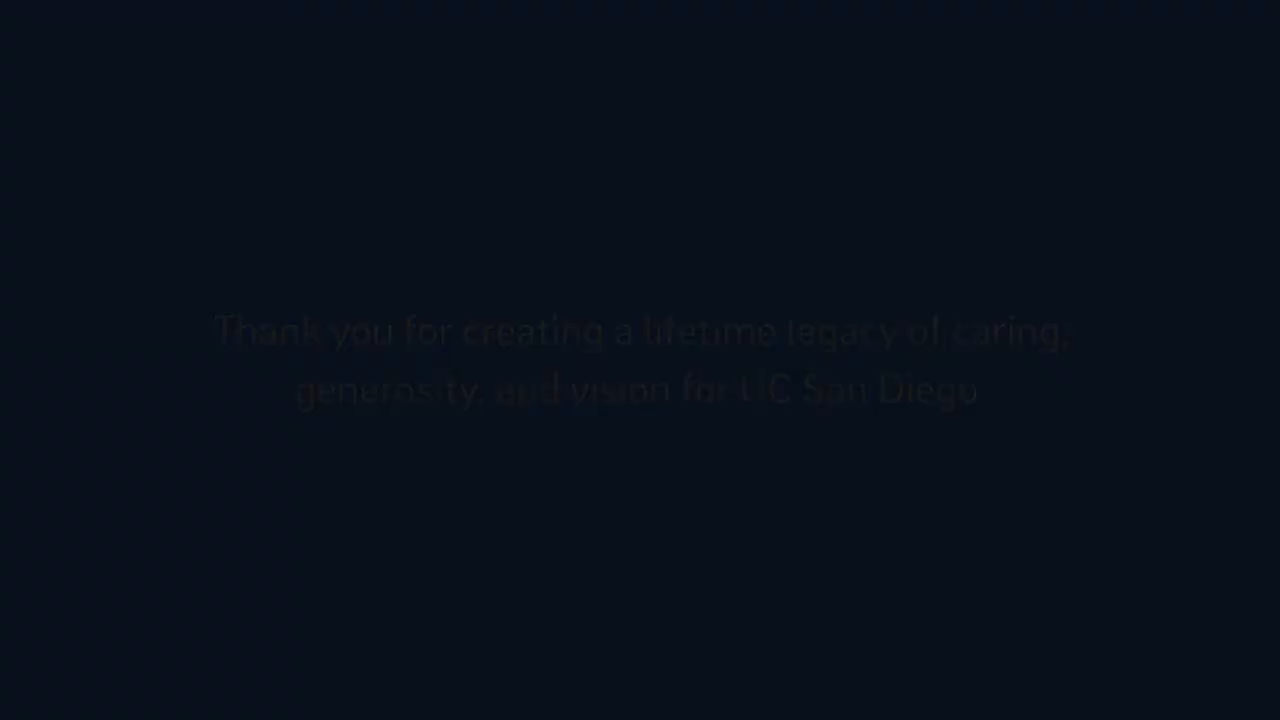 Thank you for creating a lifetime legacy of caring,
generosity, and vision for UC San Diego